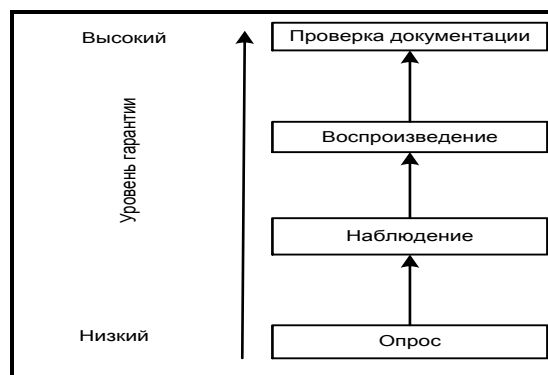 Высокий
Проверка документации
Уровень гарантии
Воспроизведение
Наблюдение
Низкий
Опрос